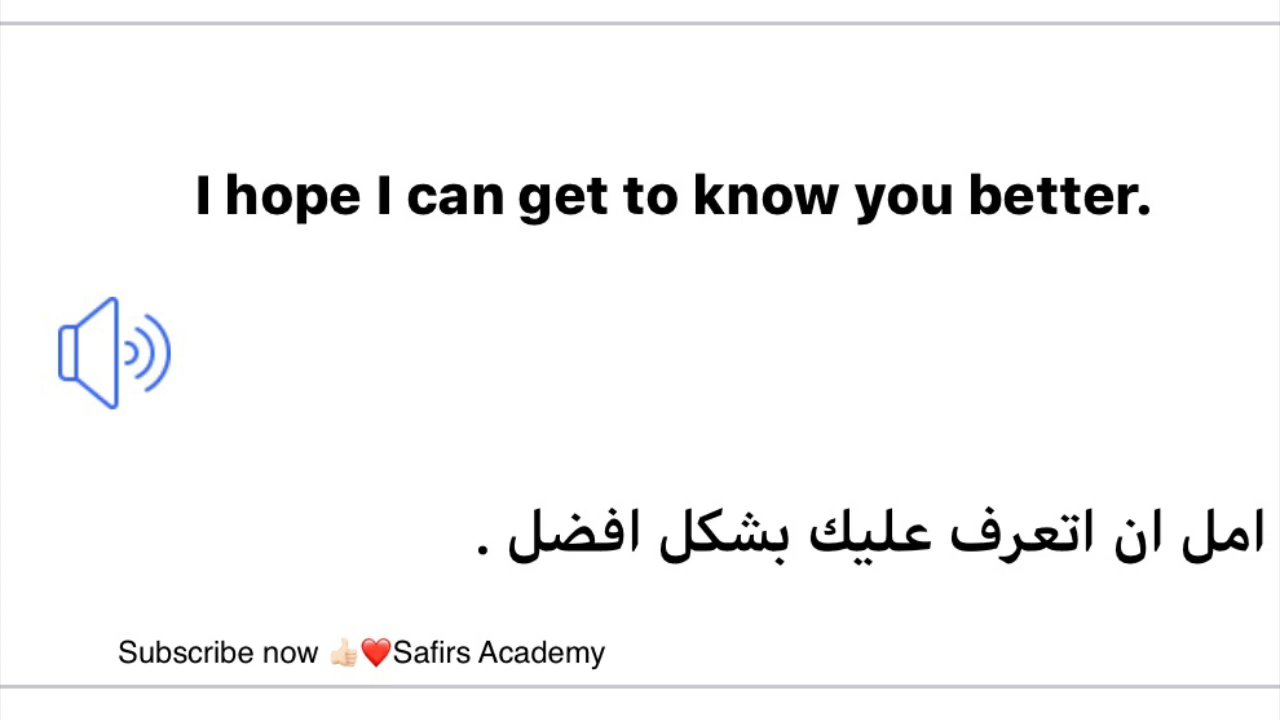 I hope I can get to know you better.
امل ان اتعرف عليك بشكل افضل .
Subscribe now 👍🏻❤️Safirs Academy